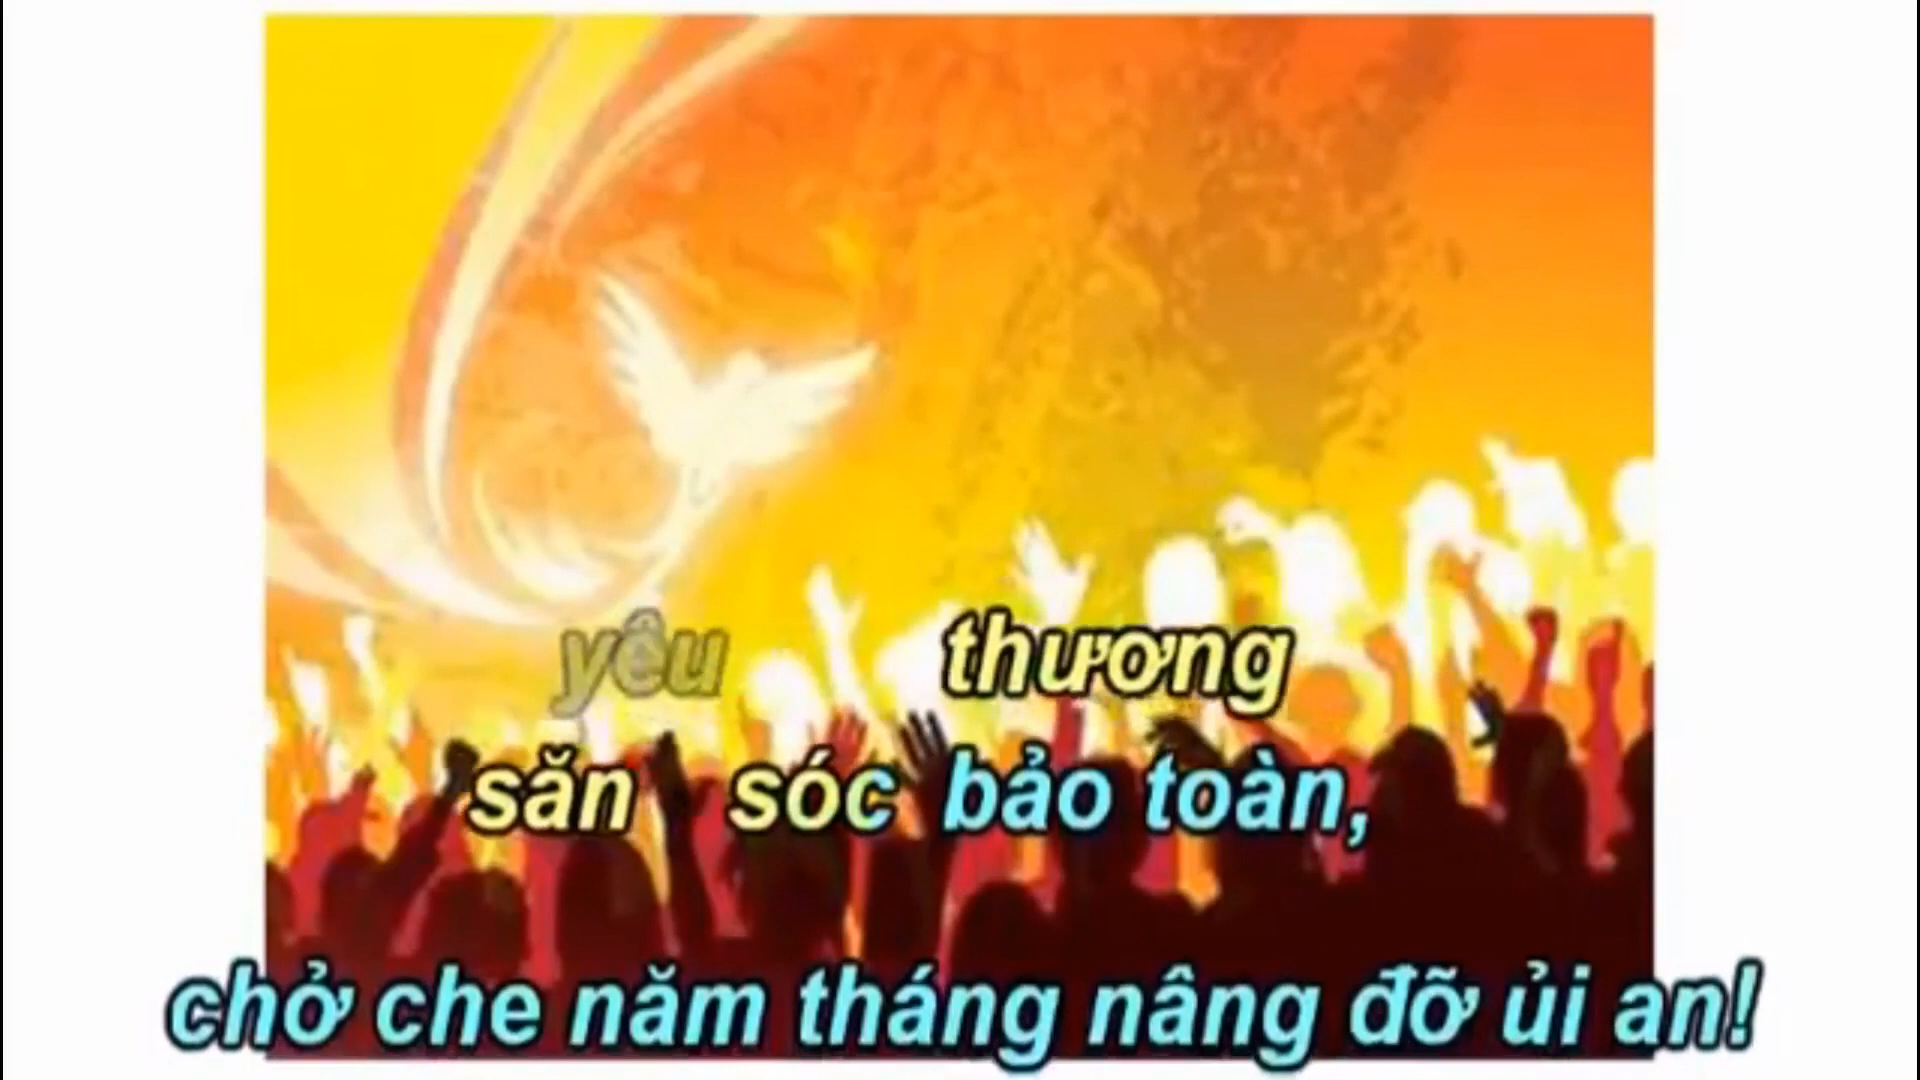 yêu thương
săn sóc bảo toàn,
chở che năm tháng nâng đỡ ủi an!